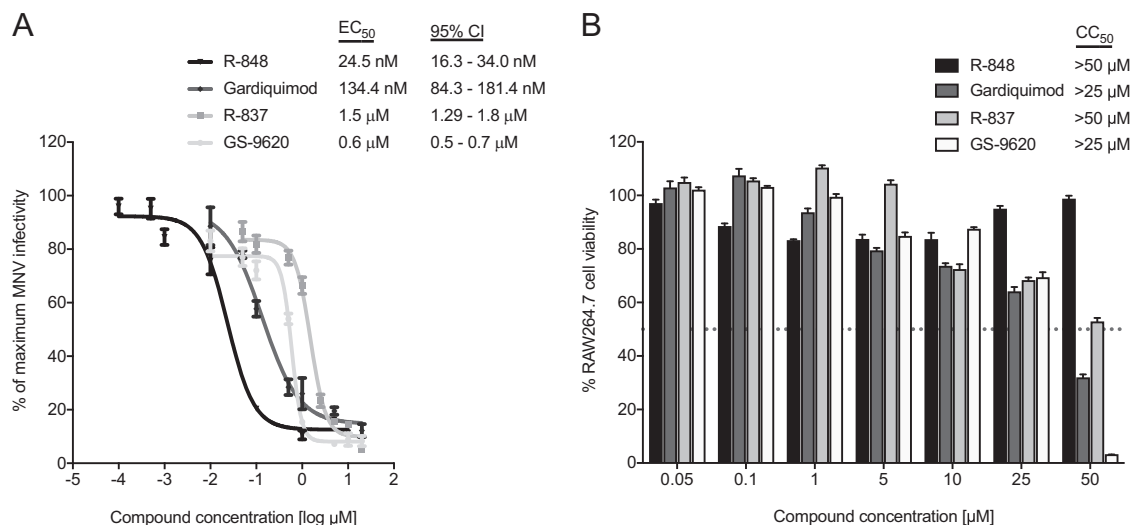 A
EC50 95% CI
R-848 24.5 nM 16.3 - 34.0 nM
Gardiquimod 134.4 nM 84.3 - 181.4 nM
R-837 1.5 μM 1.29 - 1.8 μM
GS-9620 0.6 μM 0.5 - 0.7 μM
% of maximum MNV infectivity
120
100
80
60
40
20
0
-5 -4 -3 -2 -1 0 1 2
Compound concentration [log μM]
B
CC50
R-848 >50 μM
Gardiquimod >25 μM
R-837 >50 μM
GS-9620 >25 μM
% RAW264.7 cell viability
120
100
80
60
40
20
0
0.05 0.1 1 5 10 25 50
Compound concentration [μM]